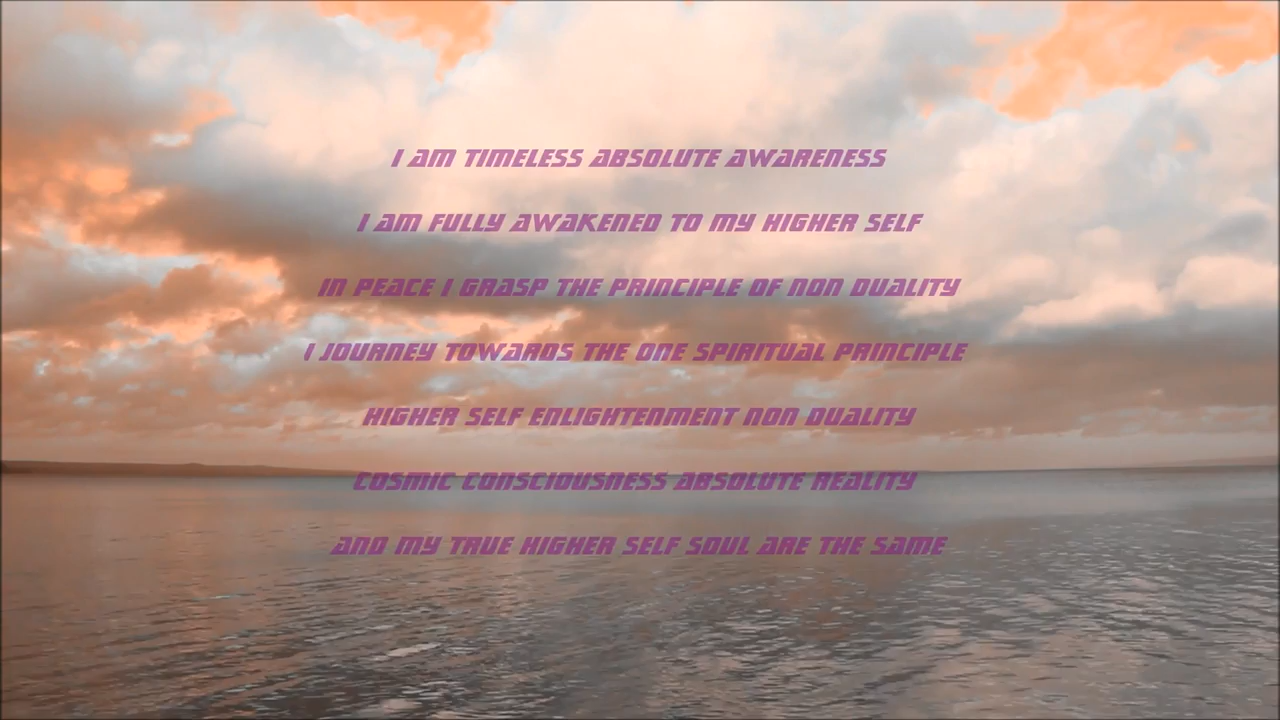 I AM TIMELESS ABSOLUTE AWARENESS
I AM FULLY AWAKENED TO MY HIGHER SELF
IN PEACE I GRASP THE PRINCIPLE OF NON DUALITY
I JOURNEY TOWARDS THE ONE SPIRITUAL PRINCIPLE
HIGHER SELF ENLIGHTENMENT NON DUALITY
COSMIC CONSCIOUSNESS ABSOLUTE REALITY
AND MY TRUE HIGHER SELF SOUL ARE THE SAME